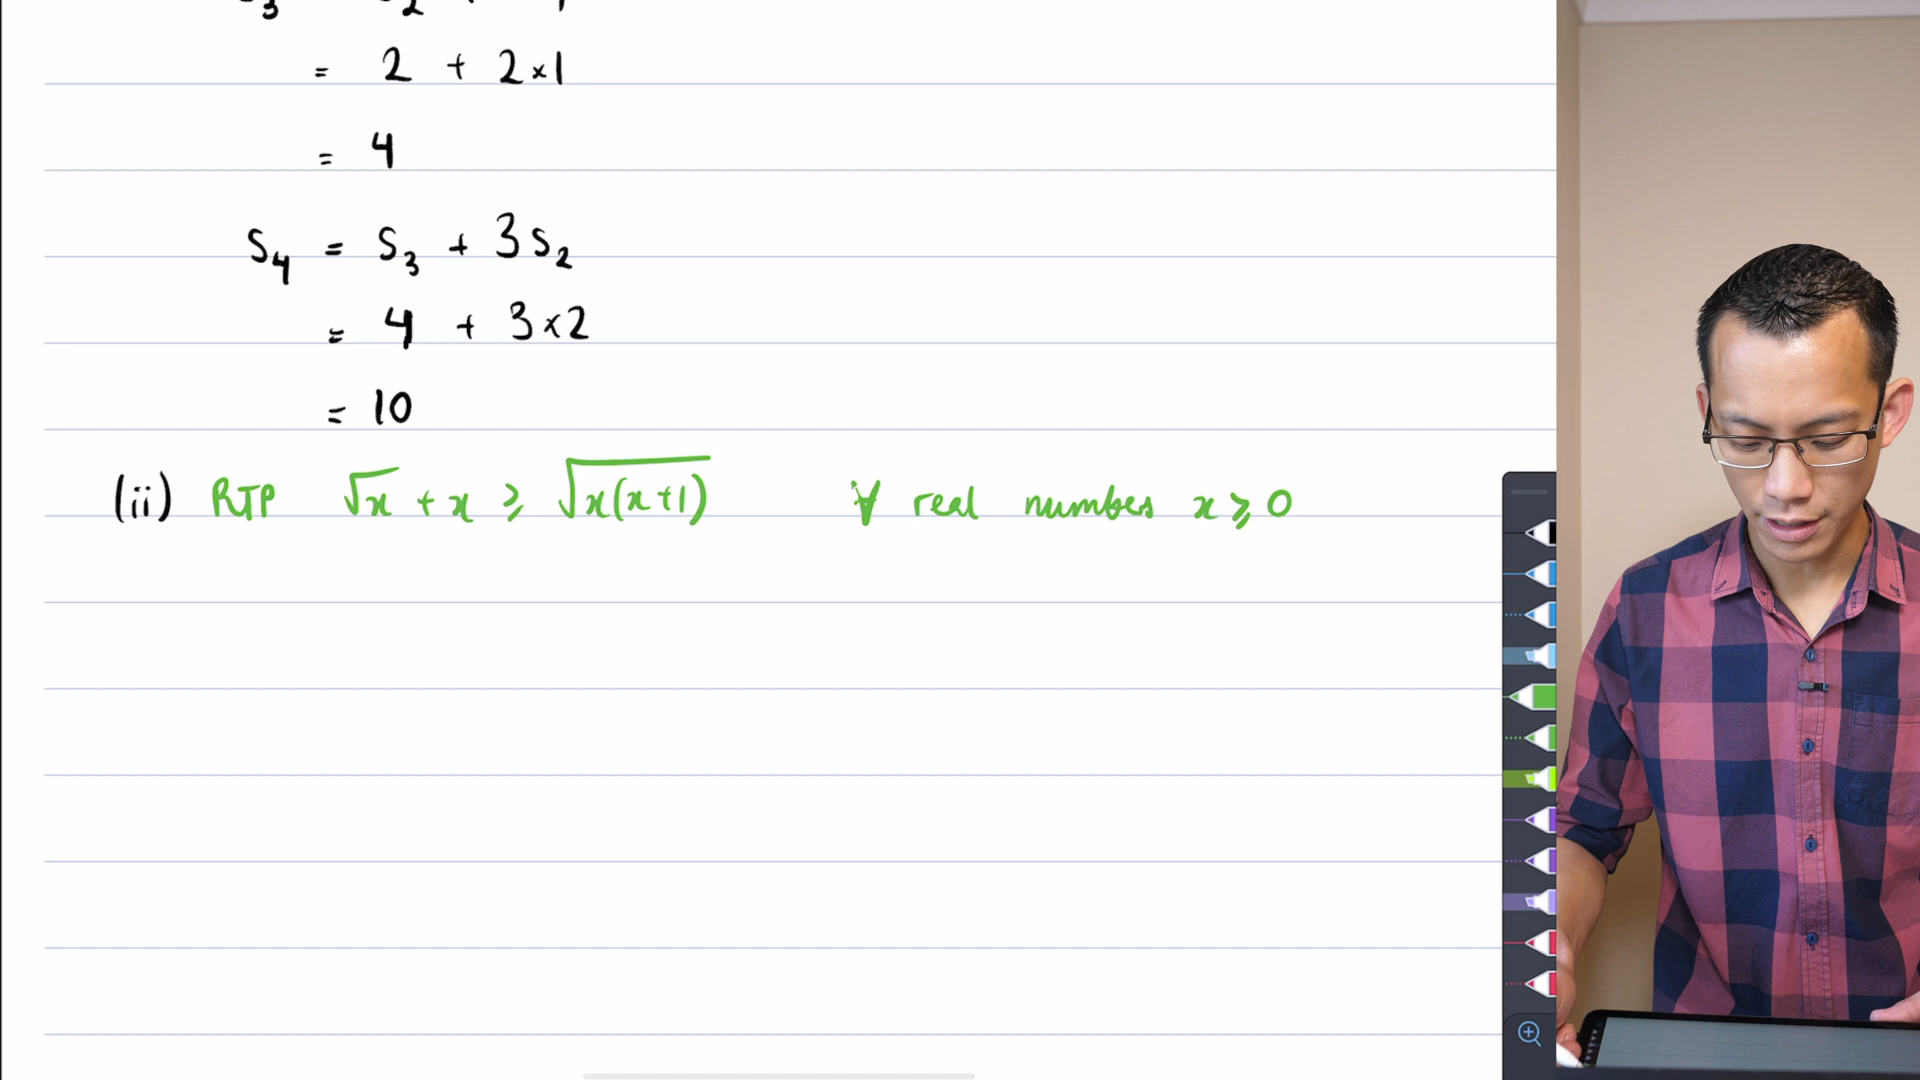 = 2 + 2×1
= 4
S₄ = S₃ + 3S₂
= 4 + 3×2
= 10
(ii) RTP √x + x ⩾ √x(x+1) ∀ real numbers x ⩾ 0